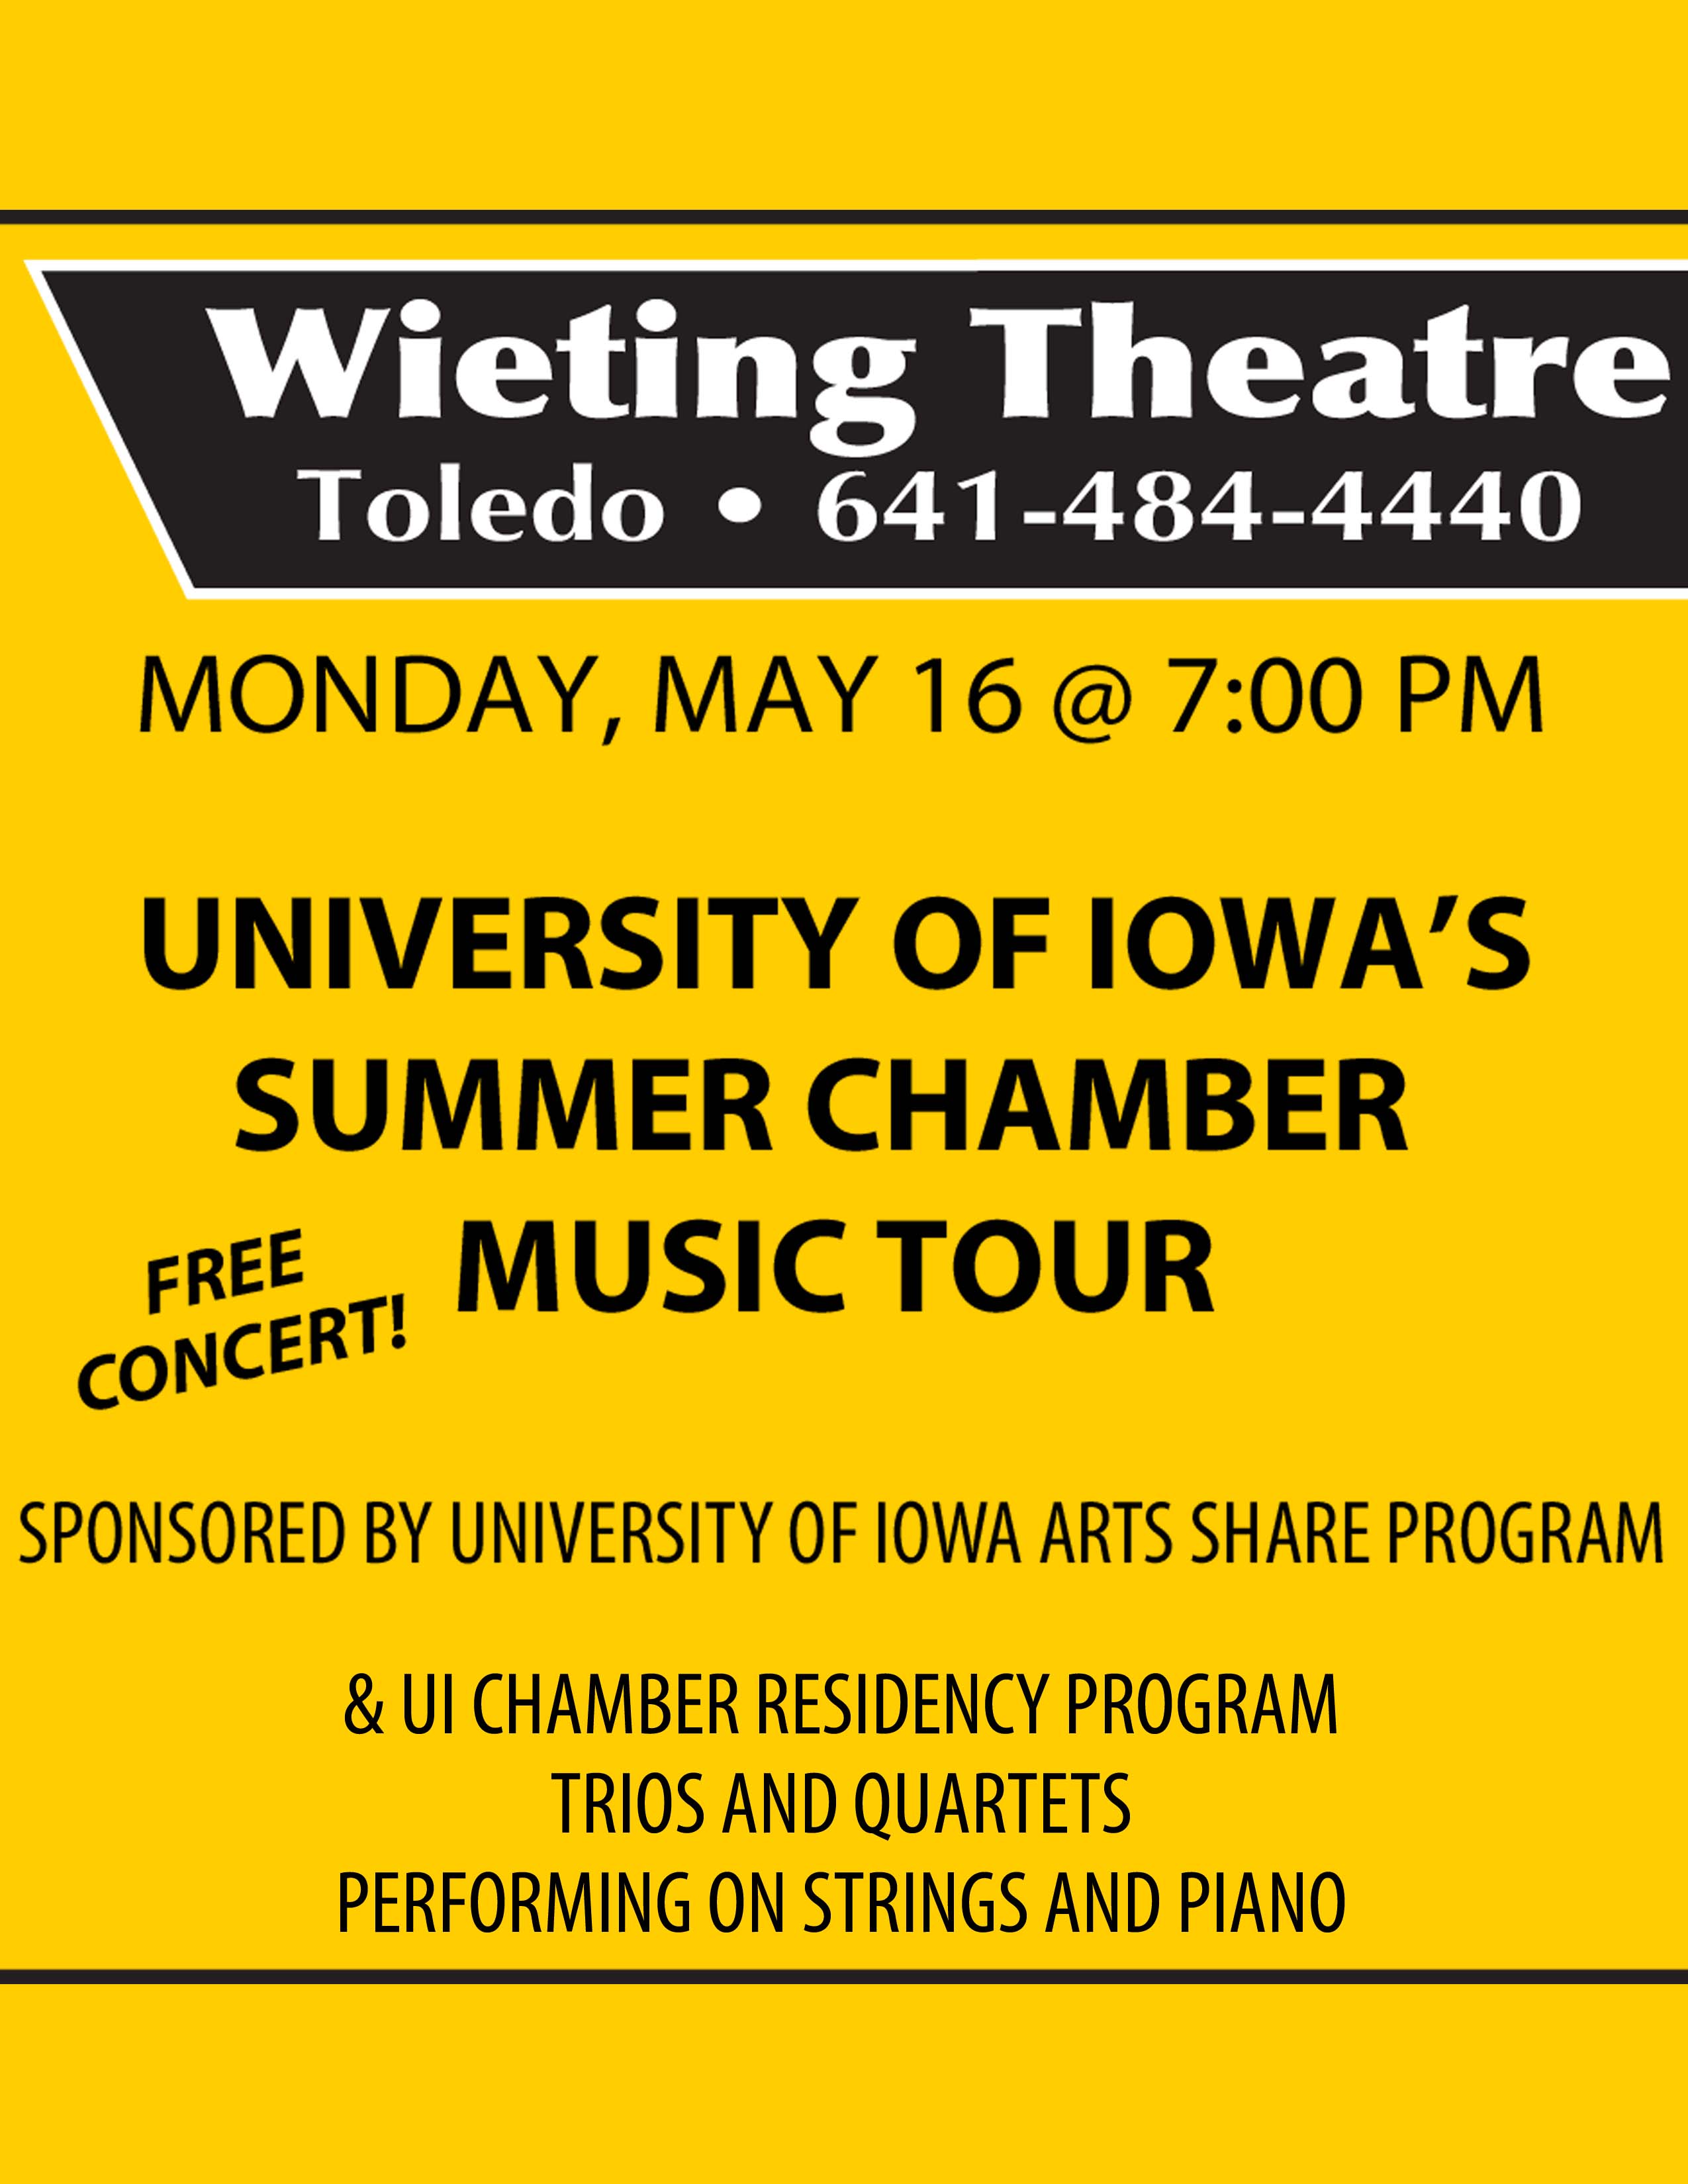 Wieting Theatre
Toledo • 641-484-4440
MONDAY, MAY 16 @ 7:00 PM
UNIVERSITY OF IOWA’S
SUMMER CHAMBER
MUSIC TOUR
FREE
CONCERT!
SPONSORED BY UNIVERSITY OF IOWA ARTS SHARE PROGRAM
& UI CHAMBER RESIDENCY PROGRAM
TRIOS AND QUARTETS
PERFORMING ON STRINGS AND PIANO